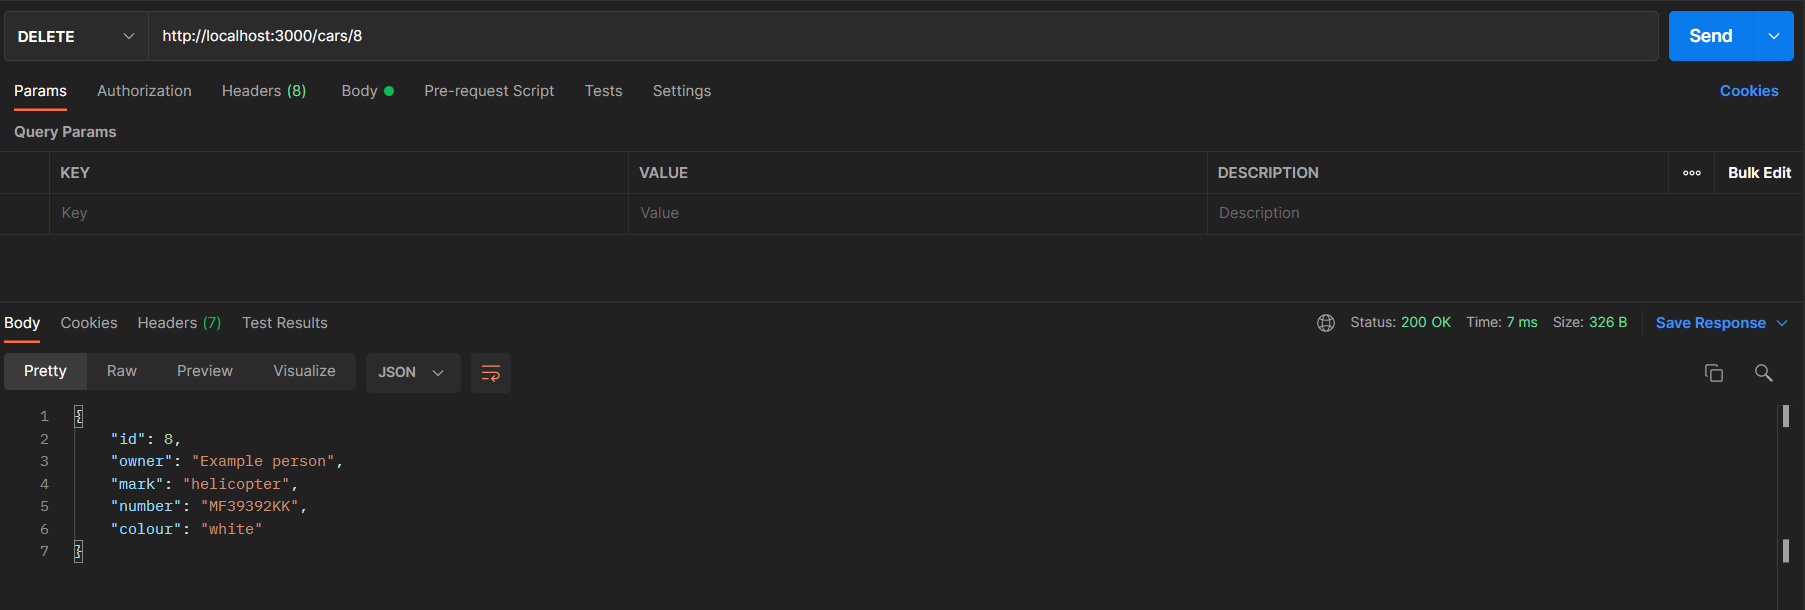 DELETE http://localhost:3000/cars/8 Send
Params Authorization Headers (8) Body Pre-request Script Tests Settings Cookies
Query Params
KEY VALUE DESCRIPTION ooo Bulk Edit
Key Value Description
Body Cookies Headers (7) Test Results Status: 200 OK Time: 7 ms Size: 326 B Save Response
Pretty Raw Preview Visualize JSON
1 {
2 "id": 8,
3 "owner": "Example person",
4 "mark": "helicopter",
5 "number": "MF39392KK",
6 "colour": "white"
7 }